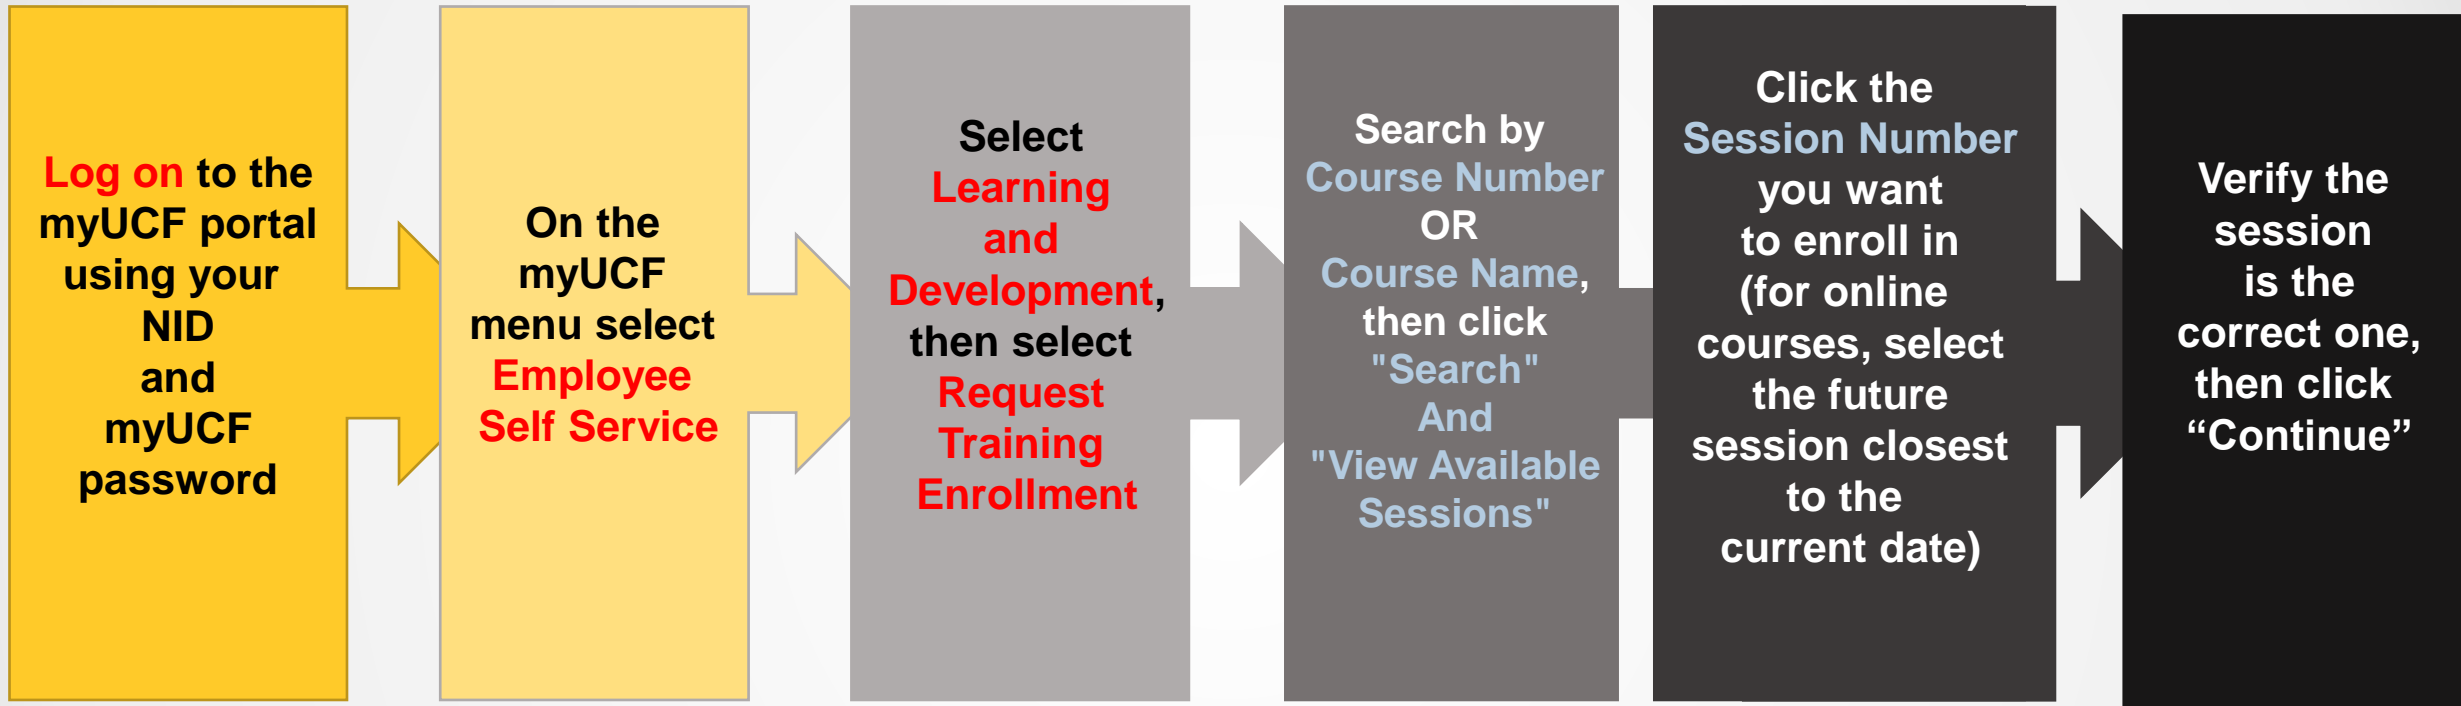 Log on to the
myUCF portal
using your
NID
and
myUCF
password
On the
myUCF
menu select
Employee
Self Service
Select
Learning
and
Development,
then select
Request
Training
Enrollment
Search by
Course Number
OR
Course Name,
then click
"Search"
And
"View Available
Sessions"
Click the
Session Number
you want
to enroll in
(for online
courses, select
the future
session closest
to the
current date)
Verify the
session
is the
correct one,
then click
“Continue”